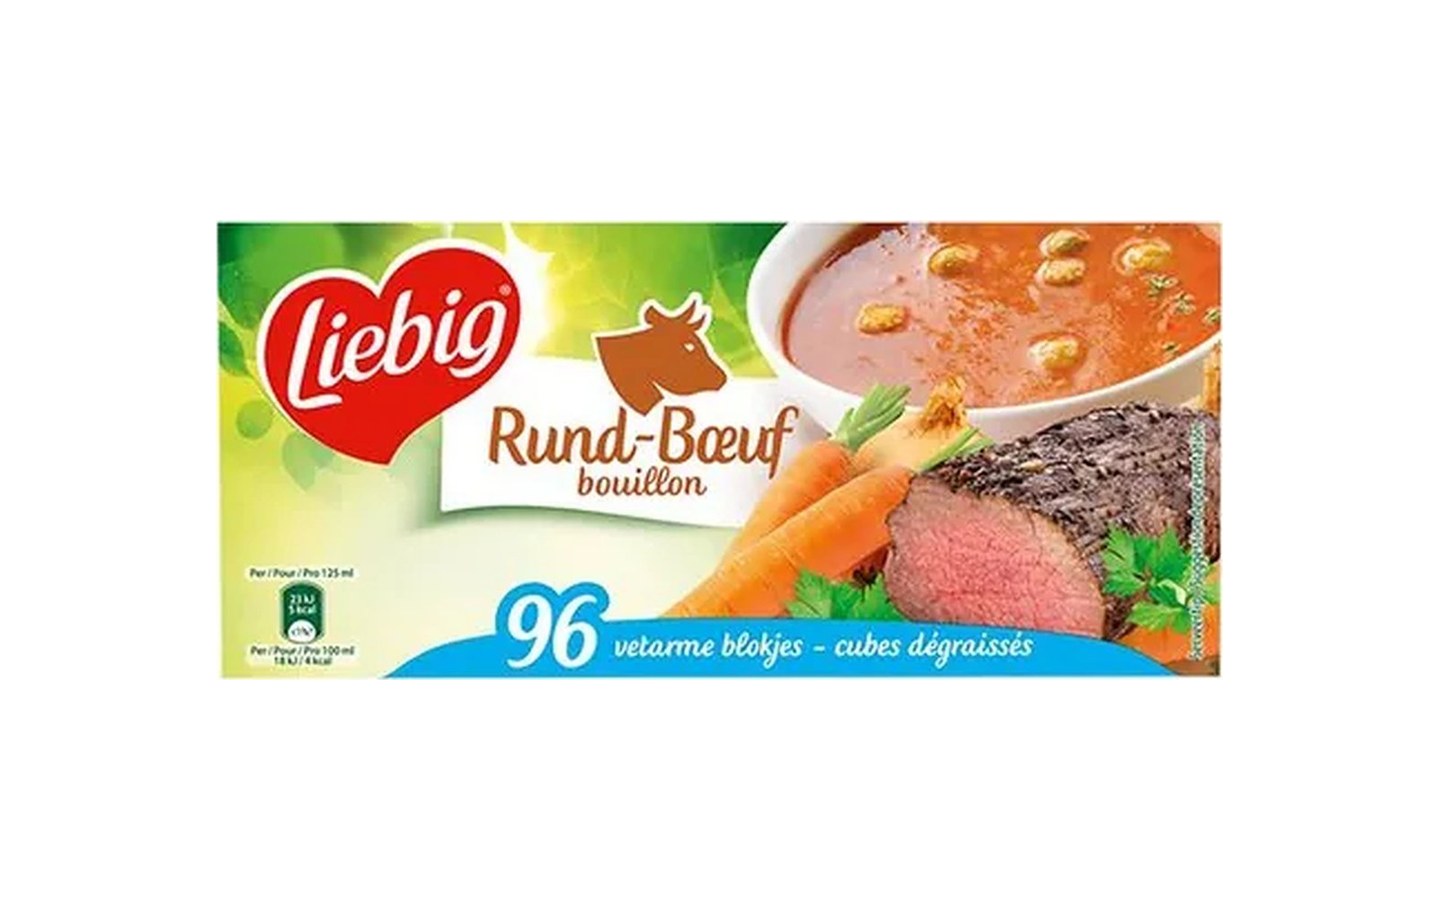 Liebig®
Rund-Bœuf
bouillon
Per / Pour / Pro 125 ml
23 kJ
5 kcal
<1%*
Per / Pour / Pro 100 ml
18 kJ / 4 kcal
96 vetarme blokjes - cubes dégraissés